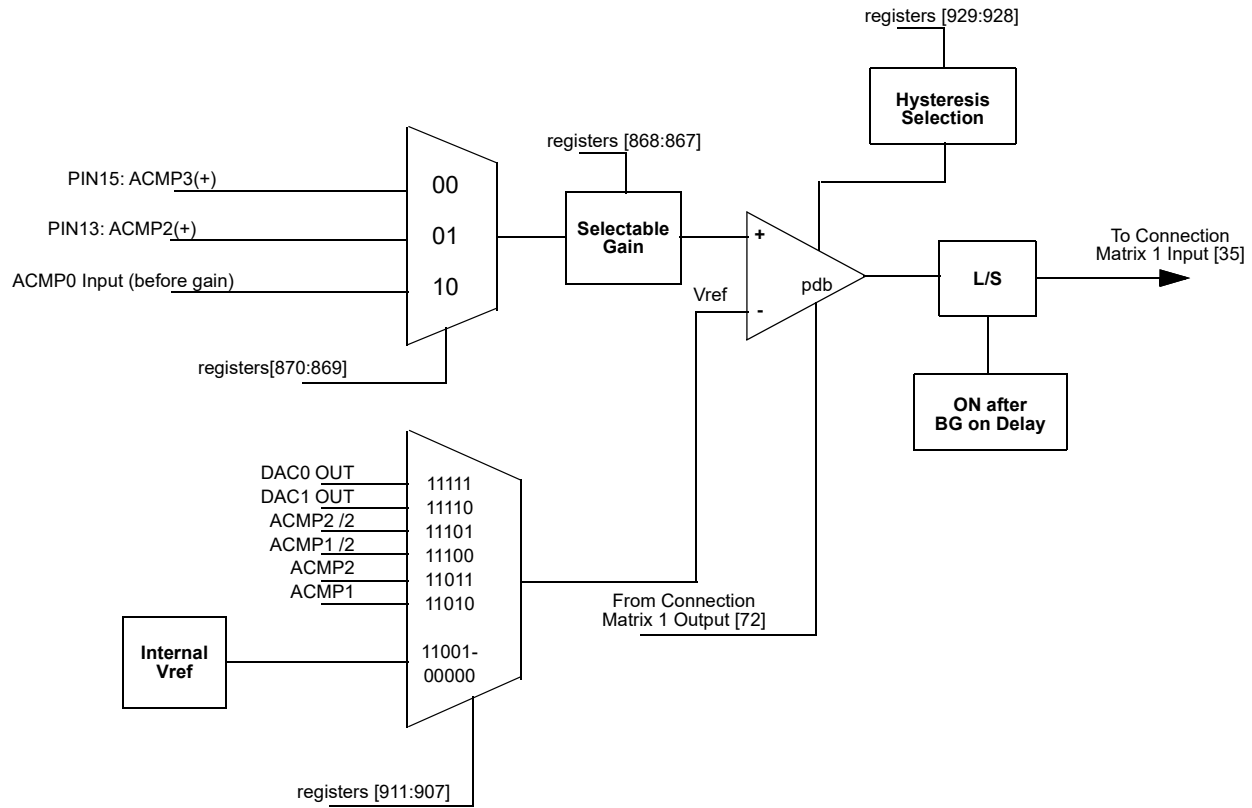 registers [929:928]
Hysteresis
Selection
registers [868:867]
PIN15: ACMP3(+)
00
Selectable
Gain
PIN13: ACMP2(+)
01
ACMP0 Input (before gain)
10
+
Vref
-
pdb
To Connection
Matrix 1 Input [35]
L/S
registers[870:869]
ON after
BG on Delay
DAC0 OUT
11111
DAC1 OUT
11110
ACMP2 /2
11101
ACMP1 /2
11100
ACMP2
11011
ACMP1
11010
From Connection
Matrix 1 Output [72]
Internal
Vref
11001-
00000
registers [911:907]